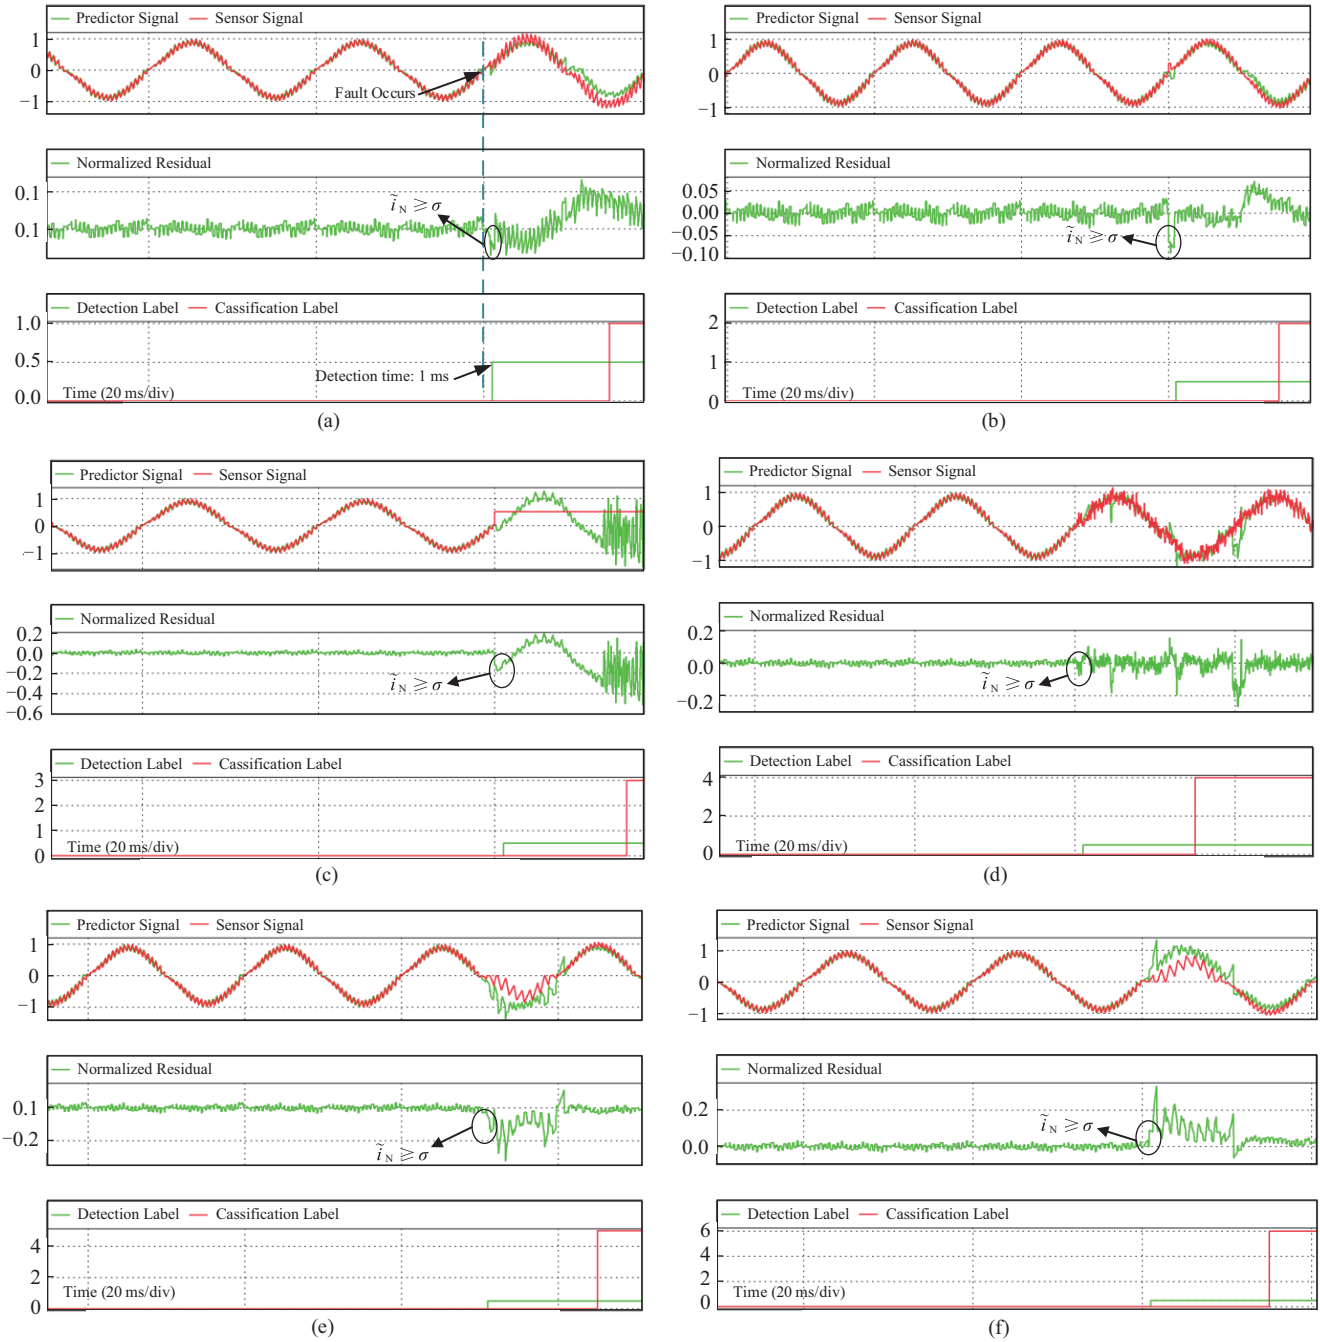 Predictor Signal Sensor Signal
1
0
−1
Fault Occurs
Normalized Residual
0.1
0.1
ĩ N ⩾ σ
Detection Label Cassification Label
1.0
0.5
0.0
Detection time: 1 ms
Time (20 ms/div)
(a)
Predictor Signal Sensor Signal
1
0
−1
Normalized Residual
0.05
0.00
−0.05
−0.10
ĩ N ⩾ σ
Detection Label Cassification Label
2
1
0
Time (20 ms/div)
(b)
Predictor Signal Sensor Signal
1
0
−1
Normalized Residual
0.2
0.0
−0.2
−0.4
−0.6
ĩ N ⩾ σ
Detection Label Cassification Label
3
2
1
0
Time (20 ms/div)
(c)
Predictor Signal Sensor Signal
1
0
−1
Normalized Residual
0.2
0.0
−0.2
ĩ N ⩾ σ
Detection Label Cassification Label
4
2
0
Time (20 ms/div)
(d)
Predictor Signal Sensor Signal
1
0
−1
Normalized Residual
0.1
−0.2
ĩ N ⩾ σ
Detection Label Cassification Label
4
2
0
Time (20 ms/div)
(e)
Predictor Signal Sensor Signal
1
0
−1
Normalized Residual
0.2
0.0
ĩ N ⩾ σ
Detection Label Cassification Label
6
4
2
0
Time (20 ms/div)
(f)